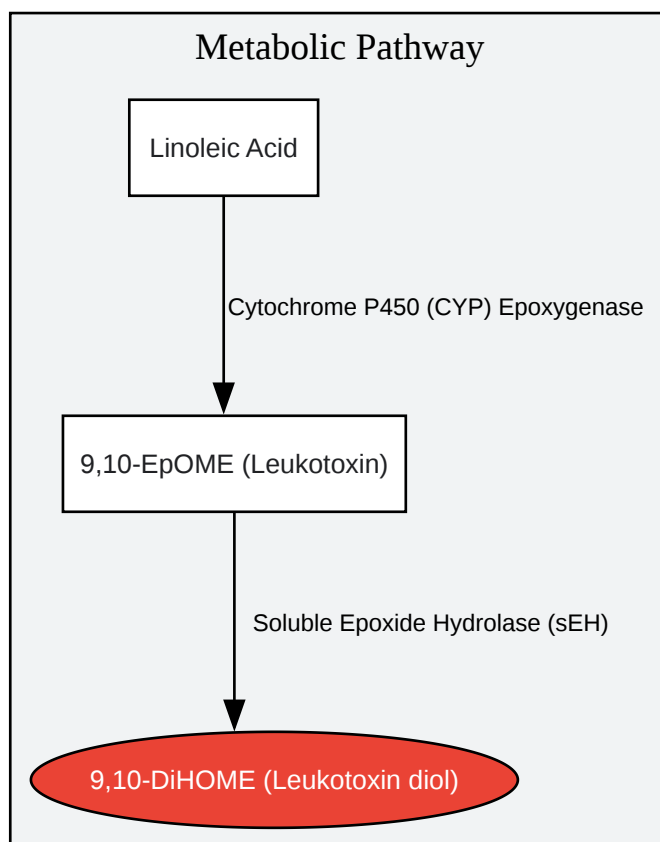 Metabolic Pathway
Linoleic Acid
Cytochrome P450 (CYP) Epoxygenase
9,10-EpOME (Leukotoxin)
Soluble Epoxide Hydrolase (sEH)
9,10-DiHOME (Leukotoxin diol)